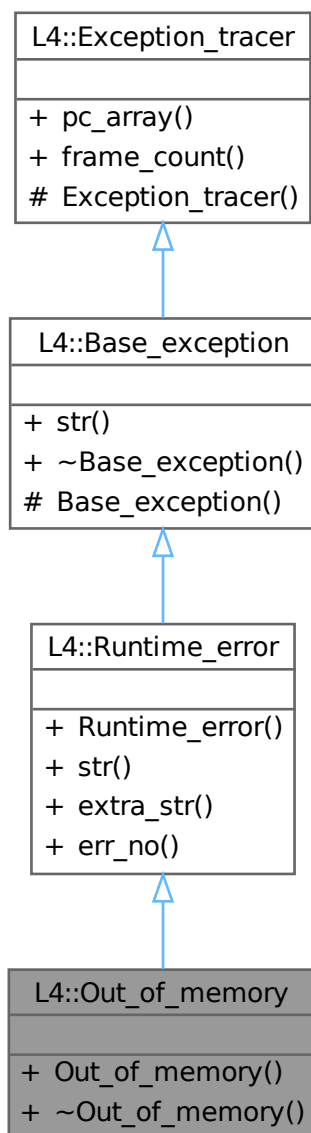 L4::Exception_tracer
+ pc_array()
+ frame_count()
# Exception_tracer()
L4::Base_exception
+ str()
+ ~Base_exception()
# Base_exception()
L4::Runtime_error
+ Runtime_error()
+ str()
+ extra_str()
+ err_no()
L4::Out_of_memory
+ Out_of_memory()
+ ~Out_of_memory()